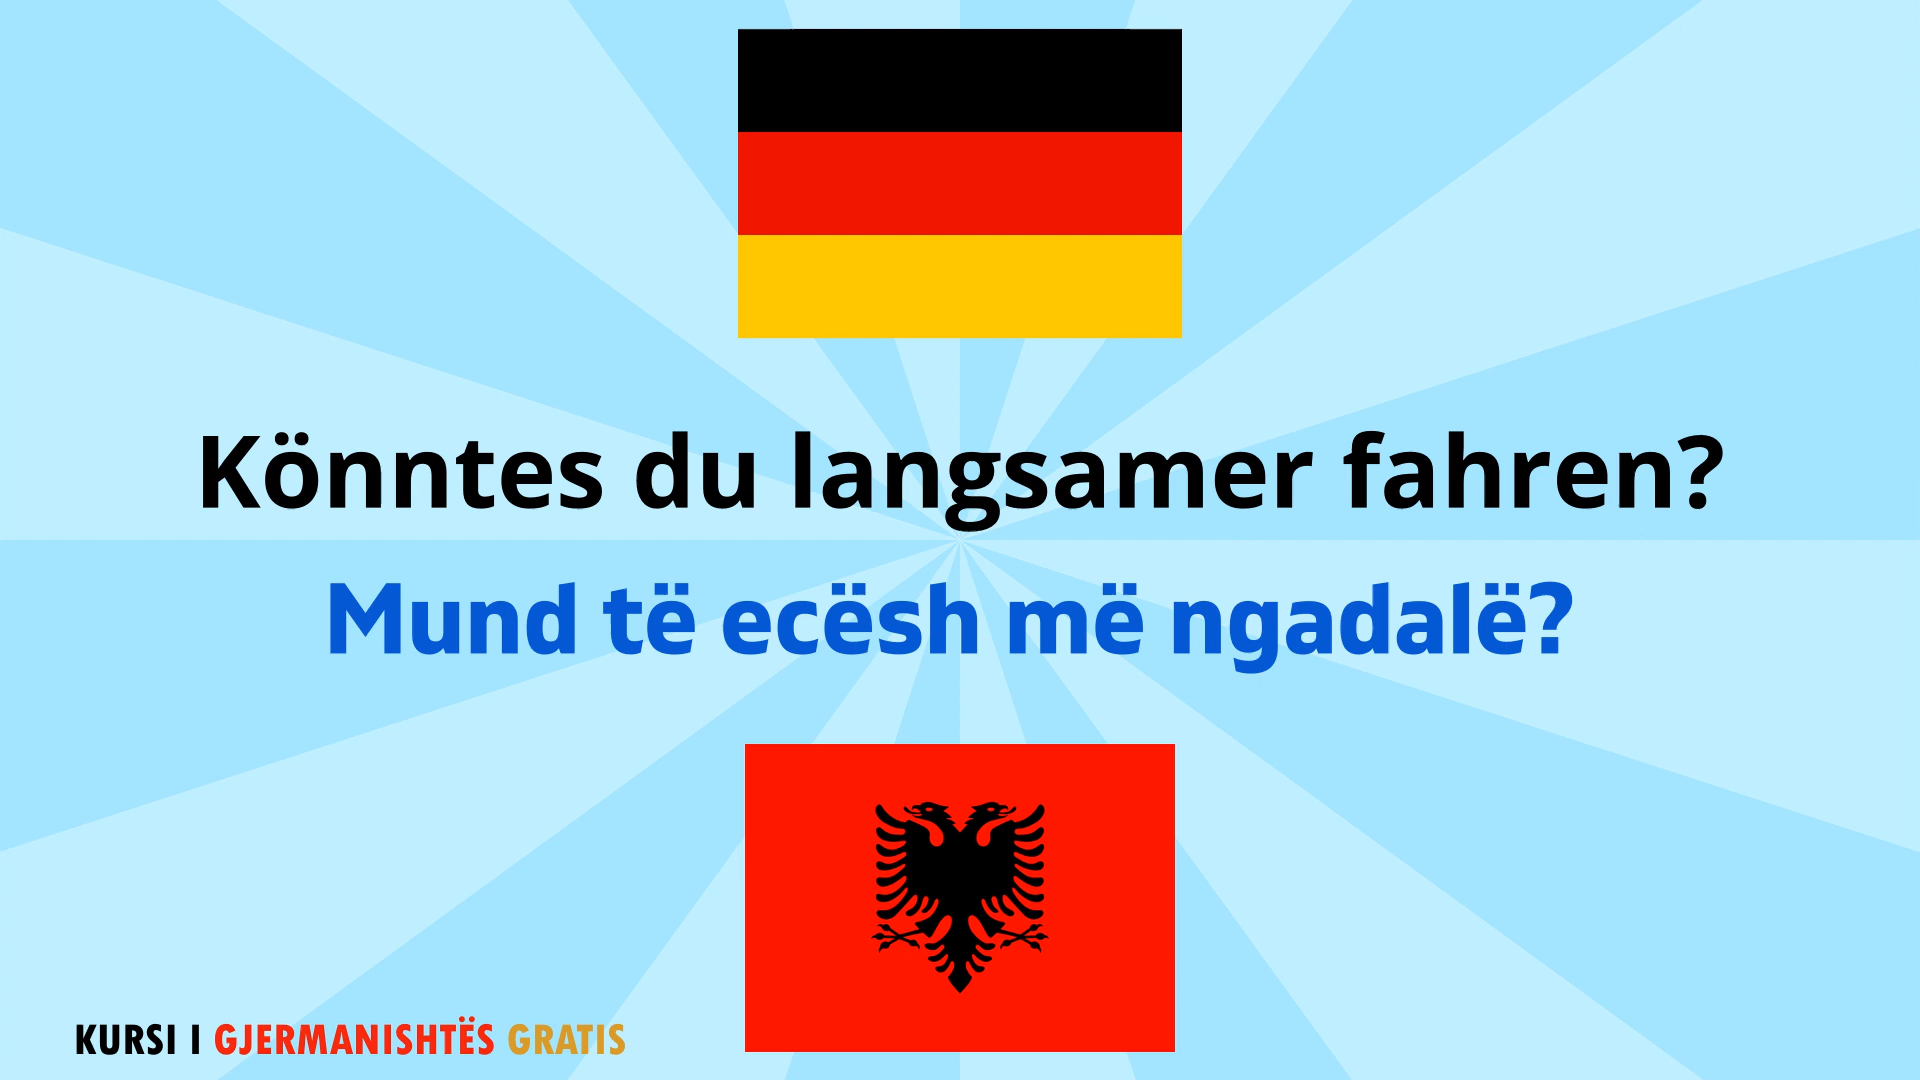 Könntes du langsamer fahren?
Mund të ecësh më ngadalë?
KURSI I GJERMANISHTËS GRATIS